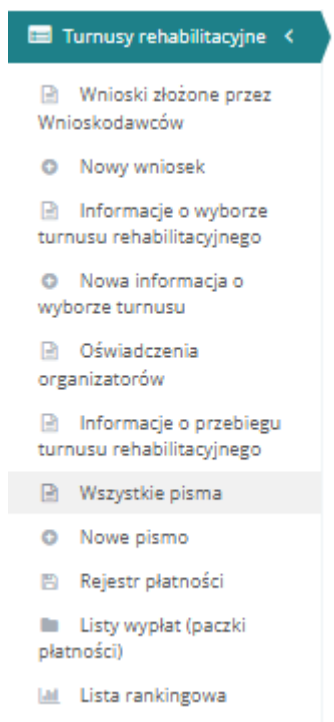 Turnusy rehabilitacyjne
Wnioski złożone przez
Wnioskodawców
Nowy wniosek
Informacje o wyborze
turnusu rehabilitacyjnego
Nowa informacja o
wyborze turnusu
Oświadczenia
organizatorów
Informacje o przebiegu
turnusu rehabilitacyjnego
Wszystkie pisma
Nowe pismo
Rejestr płatności
Listy wypłat (paczki
płatności)
Lista rankingowa